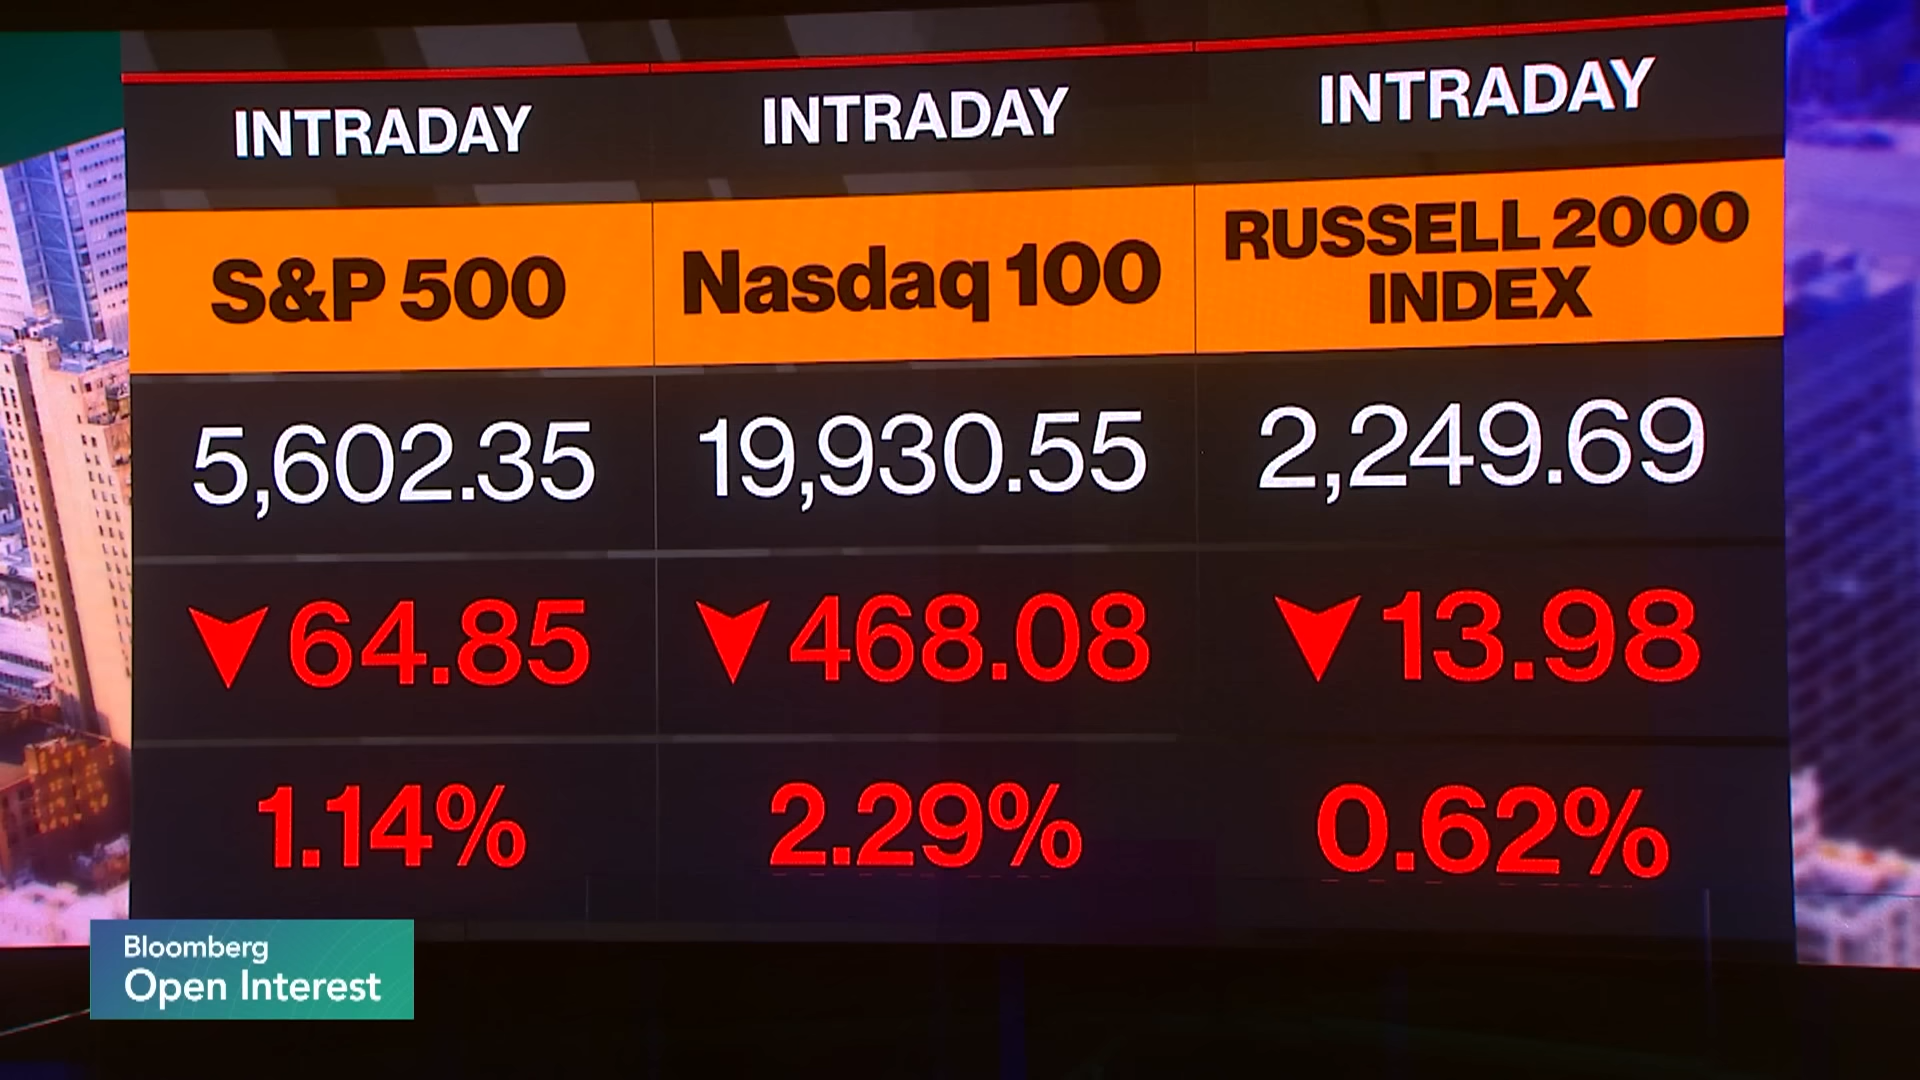 INTRADAY
INTRADAY
INTRADAY
S&P 500
Nasdaq 100
RUSSELL 2000
INDEX
5,602.35
19,930.55
2,249.69
64.85
468.08
13.98
1.14%
2.29%
0.62%
Bloomberg
Open Interest